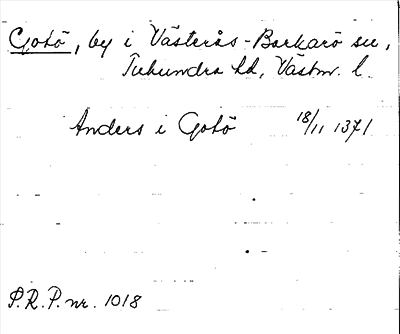 Gotö, by i Västerås-Barkarö sn,
Tuhundra hd, Västm. l.
Anders i Gotö 18/11 1371
P.R.P. nr. 1018